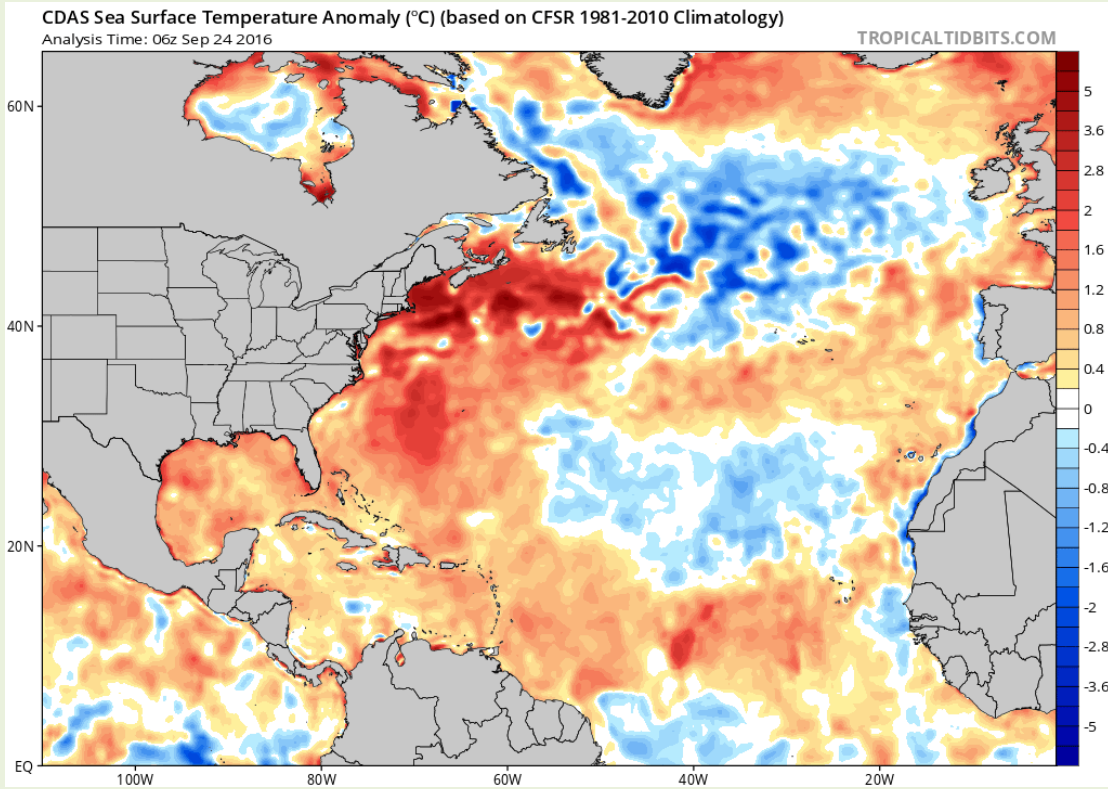 CDAS Sea Surface Temperature Anomaly (°C) (based on CFSR 1981-2010 Climatology)
Analysis Time: 06z Sep 24 2016
TROPICALTIDBITS.COM
60N
40N
20N
EQ
100W
80W
60W
40W
20W
5
3.6
2.8
2
1.6
1.2
0.8
0.4
0
-0.4
-0.8
-1.2
-1.6
-2
-2.8
-3.6
-5